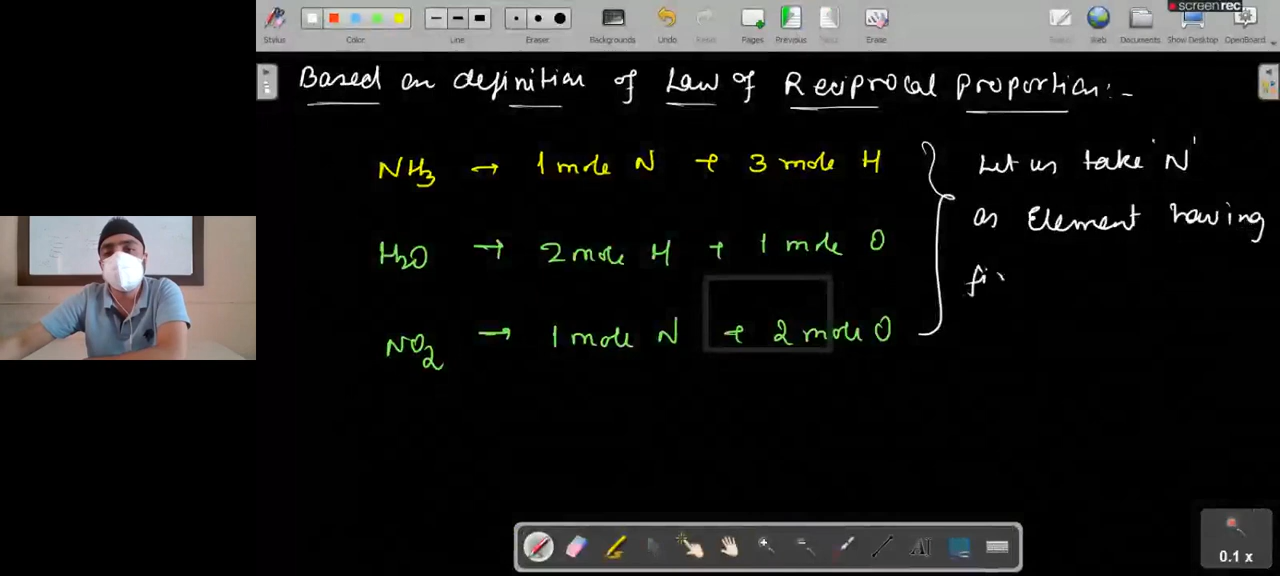 Stylus Color Line Eraser Backgrounds Undo Pages Previous Erase Web Documents Show Desktop OpenBoard
screenrec
Based on definition of Law of Reciprocal Proportion:-
NH3 → 1 mole N + 3 mole H
H2O → 2 mole H + 1 mole O
NO2 → 1 mole N + 2 mole O
Let us take 'N'
as Element having
fi
0.1 x